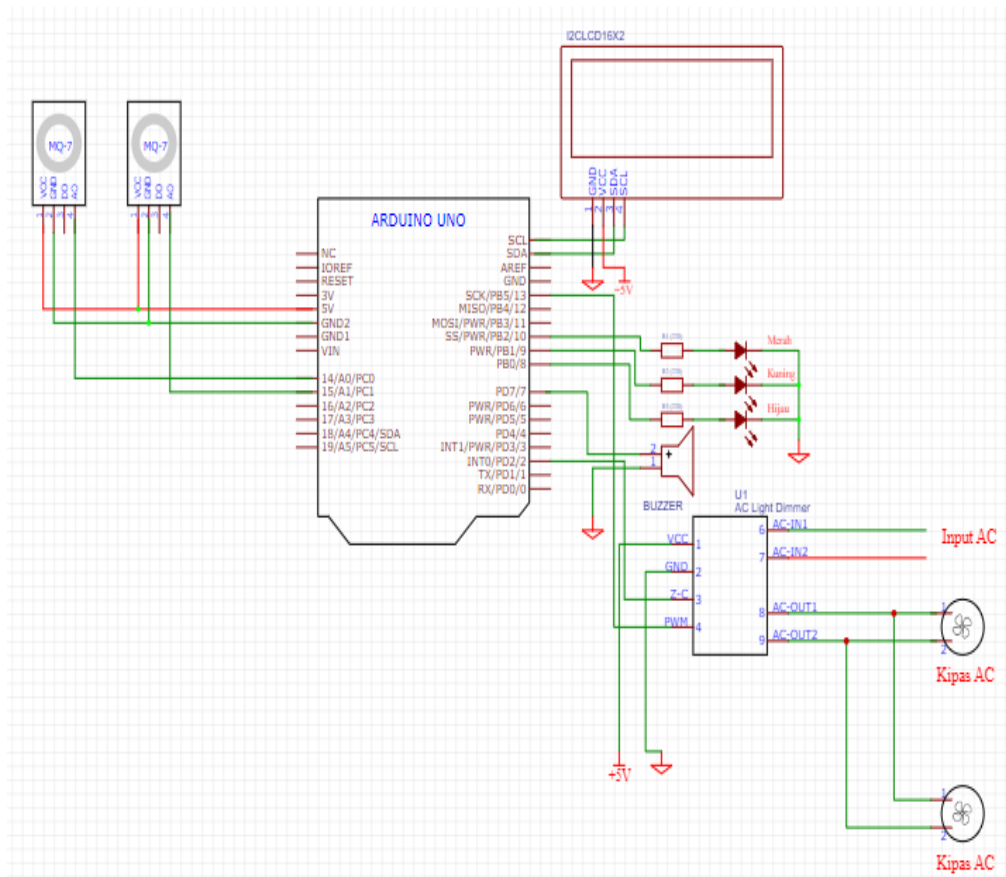 I2CLCD16X2
GND
VCC
SDA
SCL
1
2
3
4
+5V
MQ-7
VCC
GND
DO
AO
1
2
3
4
MQ-7
VCC
GND
DO
AO
1
2
3
4
ARDUINO UNO
NC
IOREF
RESET
3V
5V
GND2
GND1
VIN
14/A0/PC0
15/A1/PC1
16/A2/PC2
17/A3/PC3
18/A4/PC4/SDA
19/A5/PC5/SCL
SCL
SDA
AREF
GND
SCK/PB5/13
MISO/PB4/12
MOSI/PWR/PB3/11
SS/PWR/PB2/10
PWR/PB1/9
PB0/8
PD7/7
PWR/PD6/6
PWR/PD5/5
PD4/4
INT1/PWR/PD3/3
INT0/PD2/2
TX/PD1/1
RX/PD0/0
Merah
Kuning
Hijau
2
1
+
BUZZER
U1
AC Light Dimmer
VCC 1
GND 2
Z-C 3
PWM 4
6 AC-IN1
7 AC-IN2
8 AC-OUT1
9 AC-OUT2
Input AC
1
2
Kipas AC
+5V
1
2
Kipas AC